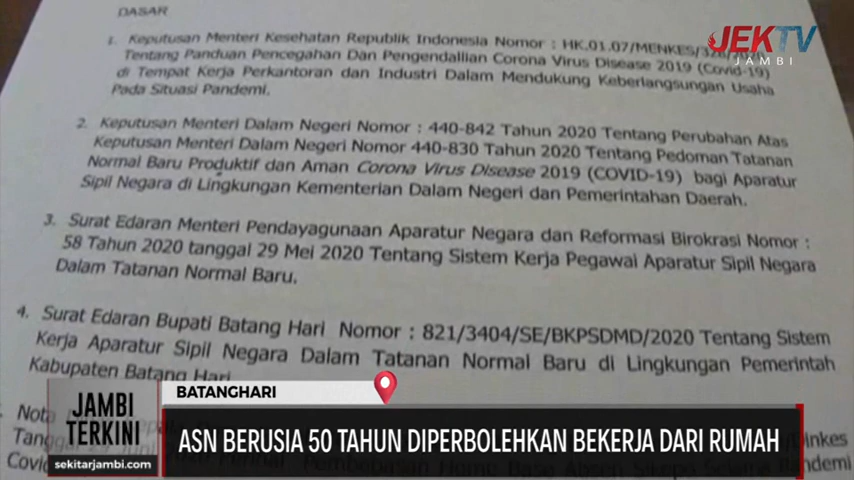 DASAR
JEKTV
JAMBI
1. Keputusan Menteri Kesehatan Republik Indonesia Nomor : HK.01.07/MENKES/328/2020
Tentang Panduan Pencegahan Dan Pengendallian Corona Virus Disease 2019 (Covid-19)
di Tempat Kerja Perkantoran dan Industri Dalam Mendukung Keberlangsungan Usaha
Pada Situasi Pandemi.
2. Keputusan Menteri Dalam Negeri Nomor : 440-842 Tahun 2020 Tentang Perubahan Atas
Keputusan Menteri Dalam Negeri Nomor 440-830 Tahun 2020 Tentang Pedoman Tatanan
Normal Baru Produktif dan Aman Corona Virus Disease 2019 (COVID-19) bagi Aparatur
Sipil Negara di Lingkungan Kementerian Dalam Negeri dan Pemerintahan Daerah.
3. Surat Edaran Menteri Pendayagunaan Aparatur Negara dan Reformasi Birokrasi Nomor :
58 Tahun 2020 tanggal 29 Mei 2020 Tentang Sistem Kerja Pegawai Aparatur Sipil Negara
Dalam Tatanan Normal Baru.
4. Surat Edaran Bupati Batang Hari Nomor : 821/3404/SE/BKPSDMD/2020 Tentang Sistem
Kerja Aparatur Sipil Negara Dalam Tatanan Normal Baru di Lingkungan Pemerintah
Kabupaten Batang Hari
Nota
Tanggal
Covid
Pandemi
BATANGHARI
JAMBI
TERKINI
sekitarjambi.com
ASN BERUSIA 50 TAHUN DIPERBOLEHKAN BEKERJA DARI RUMAH